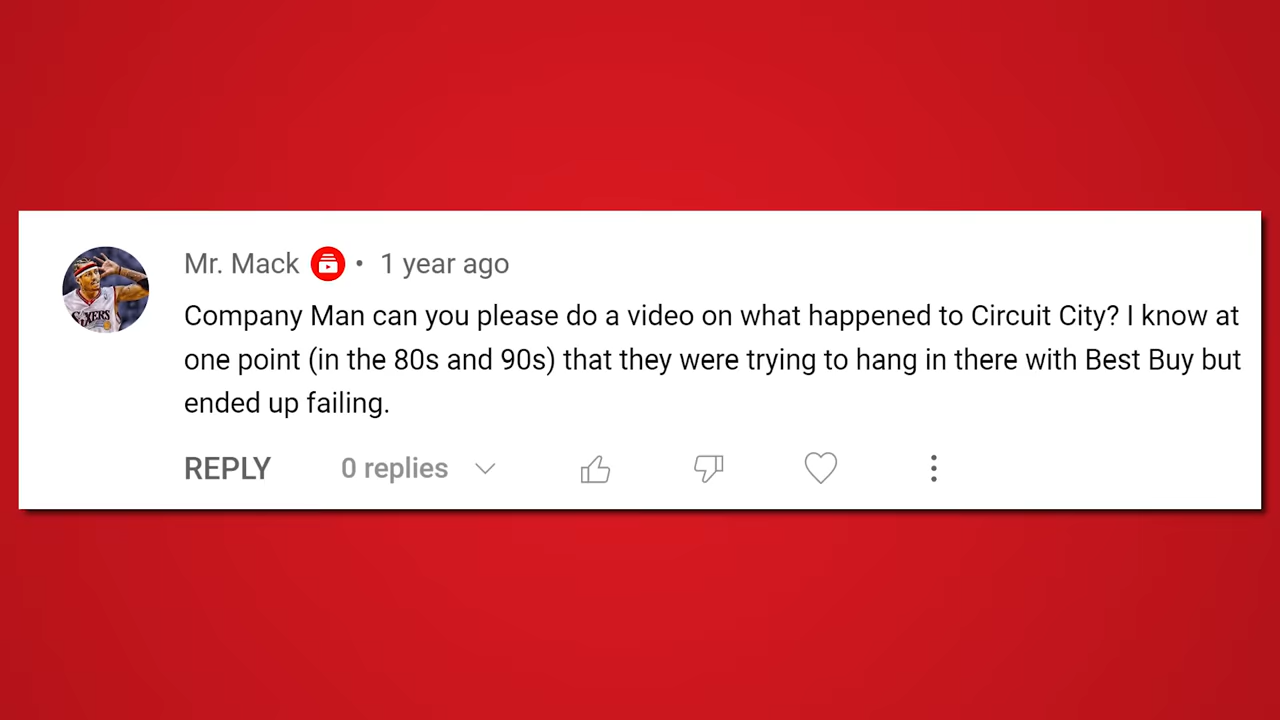 Mr. Mack • 1 year ago
Company Man can you please do a video on what happened to Circuit City? I know at
one point (in the 80s and 90s) that they were trying to hang in there with Best Buy but
ended up failing.
REPLY 0 replies
SIXERS